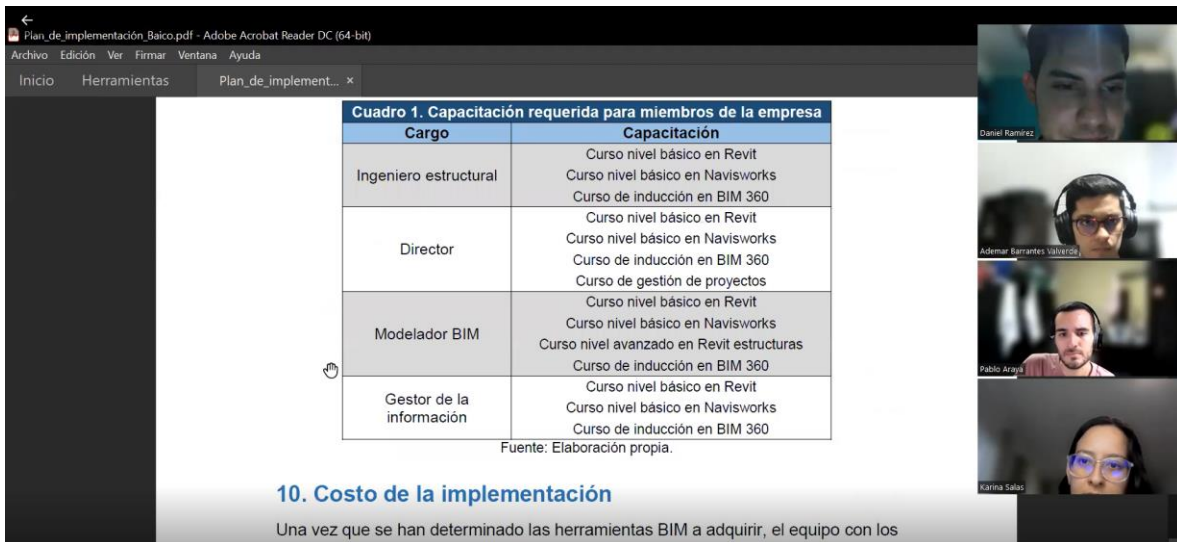 Plan_de_implementación_Baico.pdf - Adobe Acrobat Reader DC (64-bit)
Archivo Edición Ver Firmar Ventana Ayuda
Inicio Herramientas Plan_de_implement... ×
Cuadro 1. Capacitación requerida para miembros de la empresa
Cargo Capacitación
Ingeniero estructural
Curso nivel básico en Revit
Curso nivel básico en Navisworks
Curso de inducción en BIM 360
Director
Curso nivel básico en Revit
Curso nivel básico en Navisworks
Curso de inducción en BIM 360
Curso de gestión de proyectos
Modelador BIM
Curso nivel básico en Revit
Curso nivel básico en Navisworks
Curso nivel avanzado en Revit estructuras
Curso de inducción en BIM 360
Gestor de la
información
Curso nivel básico en Revit
Curso nivel básico en Navisworks
Curso de inducción en BIM 360
Fuente: Elaboración propia.
10. Costo de la implementación
Una vez que se han determinado las herramientas BIM a adquirir, el equipo con los
Daniel Ramírez
Ademar Barrantes Valverde
Pablo Araya
Karina Salas